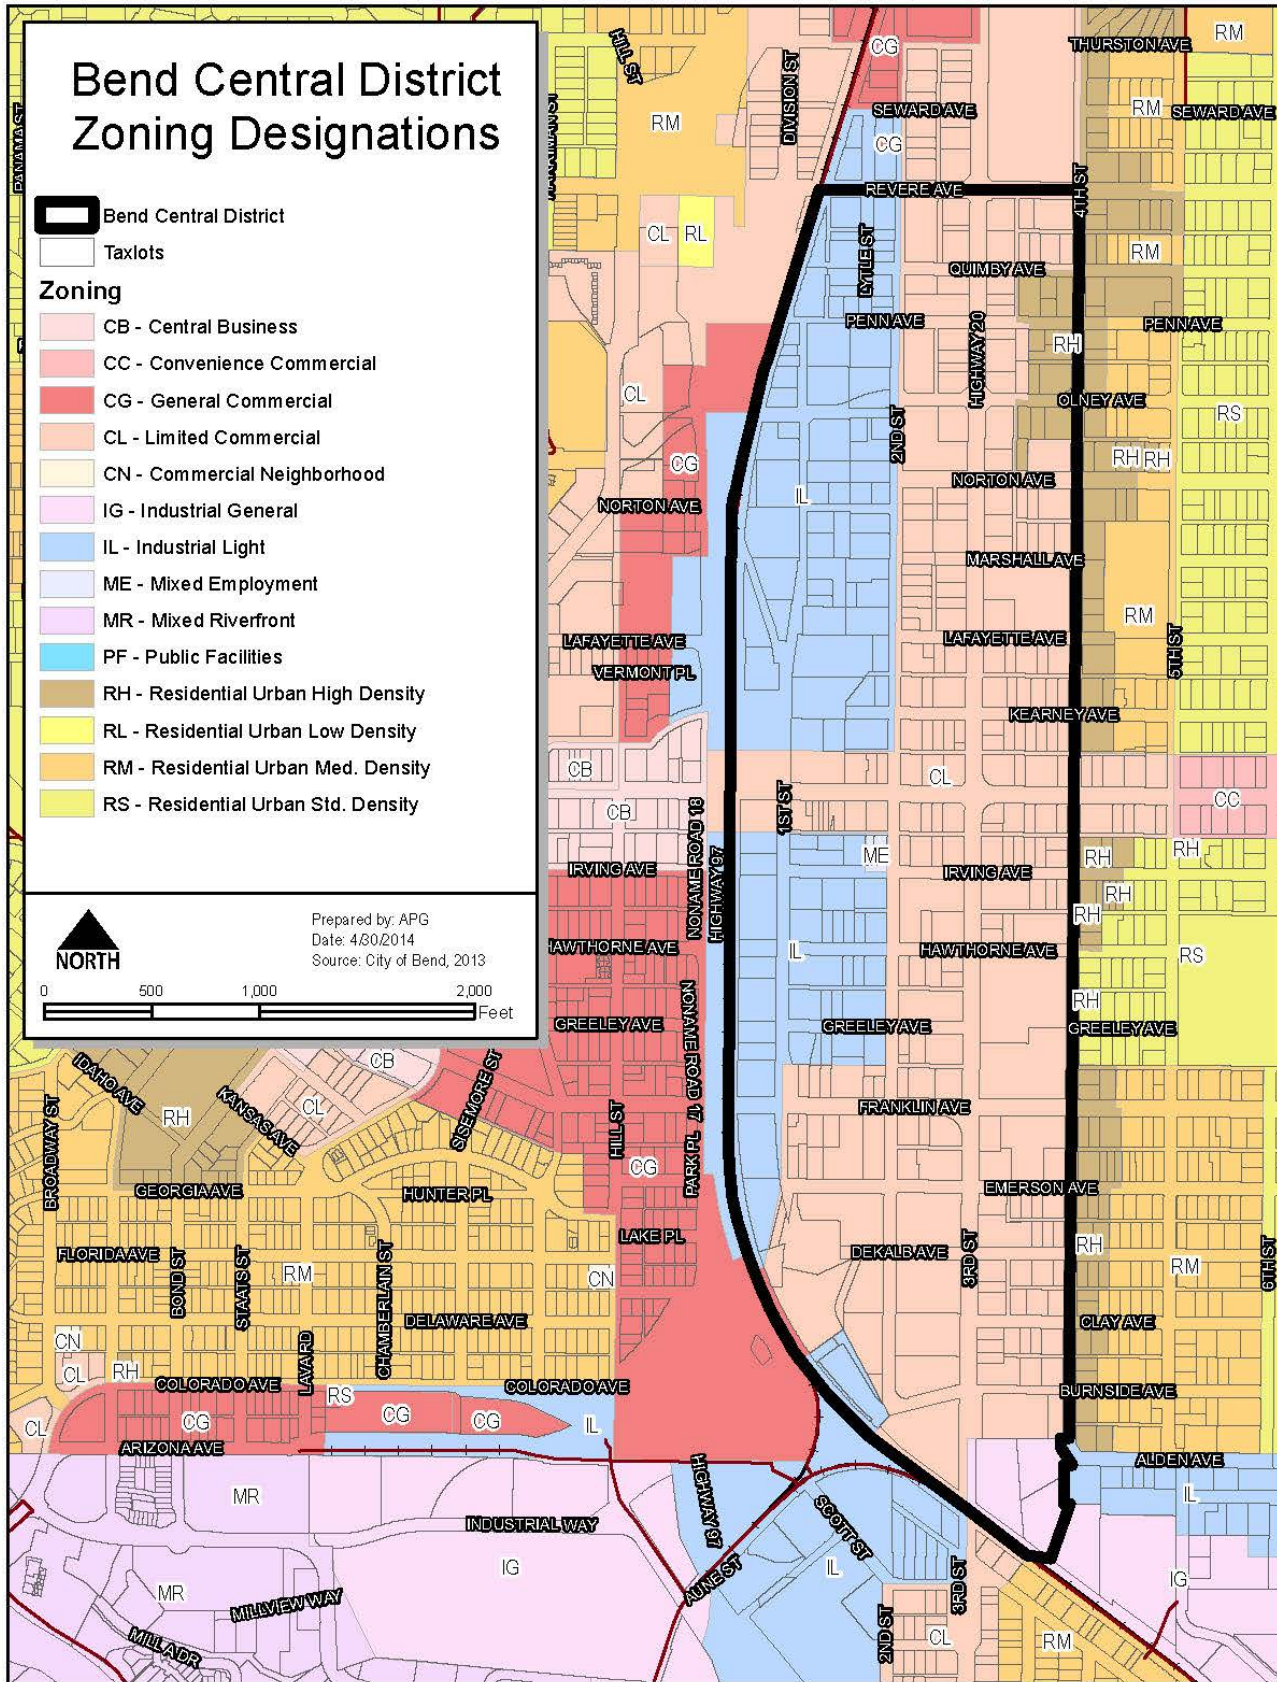 Bend Central District
Zoning Designations
Bend Central District
Taxlots
Zoning
CB - Central Business
CC - Convenience Commercial
CG - General Commercial
CL - Limited Commercial
CN - Commercial Neighborhood
IG - Industrial General
IL - Industrial Light
ME - Mixed Employment
MR - Mixed Riverfront
PF - Public Facilities
RH - Residential Urban High Density
RL - Residential Urban Low Density
RM - Residential Urban Med. Density
RS - Residential Urban Std. Density
NORTH
Prepared by: APG
Date: 4/30/2014
Source: City of Bend, 2013
0 500 1,000 2,000
Feet
PANAMA ST
HILL ST
DIVISION ST
CG
THURSTON AVE
RM
RM
SEWARD AVE
RM
SEWARD AVE
CG
REVERE AVE
4TH ST
CL
RL
LYTLE ST
QUIMBY AVE
RM
PENN AVE
HIGHWAY 20
RH
PENN AVE
CL
OLNEY AVE
RS
2ND ST
CG
RH
RH
NORTON AVE
IL
NORTON AVE
MARSHALL AVE
RM
LAFAYETTE AVE
LAFAYETTE AVE
5TH ST
VERMONT PL
KEARNEY AVE
CB
CL
CC
CB
NONAME ROAD 18
1ST ST
IRVING AVE
HIGHWAY 97
ME
IRVING AVE
RH
RH
RH
RH
HAWTHORNE AVE
IL
HAWTHORNE AVE
RS
GREELEY AVE
NONAME ROAD 17
GREELEY AVE
RH
GREELEY AVE
IDAHO AVE
CB
SISEMORE ST
BROADWAY ST
RH
KANSAS AVE
CL
HILL ST
FRANKLIN AVE
CG
PARK PL
GEORGIA AVE
HUNTER PL
EMERSON AVE
FLORIDA AVE
BOND ST
STAATS ST
RM
CHAMBERLAIN ST
LAKE PL
CN
DEKALB AVE
3RD ST
RH
RM
6TH ST
CN
LAVA RD
DELAWARE AVE
CLAY AVE
CL
RH
COLORADO AVE
RS
COLORADO AVE
BURNSIDE AVE
CL
CG
CG
CG
IL
ARIZONA AVE
ALDEN AVE
MR
HIGHWAY 97
IL
INDUSTRIAL WAY
SCOTT ST
MR
MILLVIEW WAY
IG
AUNE ST
IL
3RD ST
IG
MILL A DR
2ND ST
CL
RM